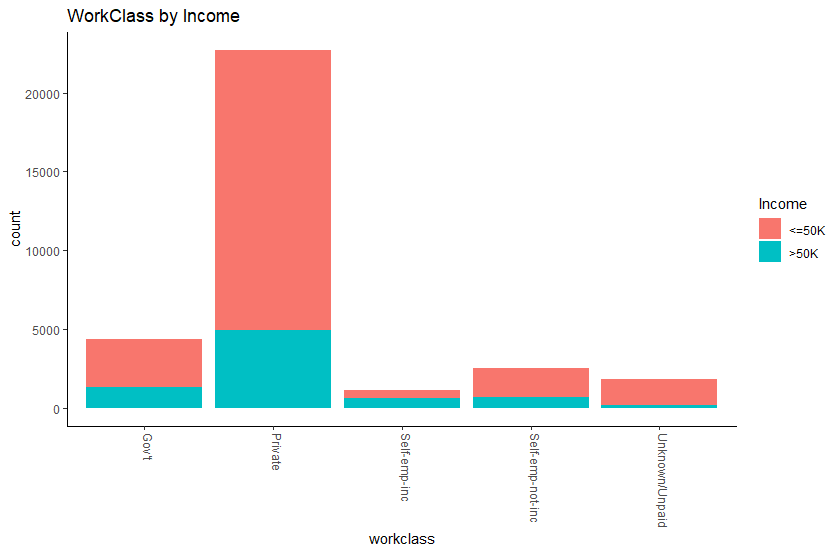 WorkClass by Income
20000
15000
10000
5000
0
count
Gov't
Private
Self-emp-inc
Self-emp-not-inc
Unknown/Unpaid
workclass
Income
<=50K
>50K